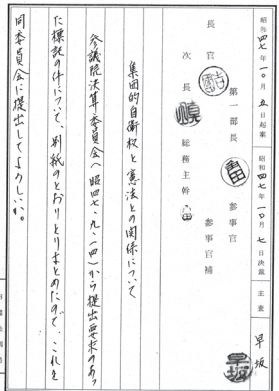 昭和四七年一〇月五日起案
昭和四七年一〇月七日決裁
主査
早坂
長官
第一部長
参事官
次長
総務主幹
参事官補
早坂
集団的自衛権と憲法との関係について
参議院決算委員会(昭四七、九、一四)から提出要求のあっ
た標記の件について、別紙のとおりとりまとめたので、これを
同委員会に提出してよろしいか。